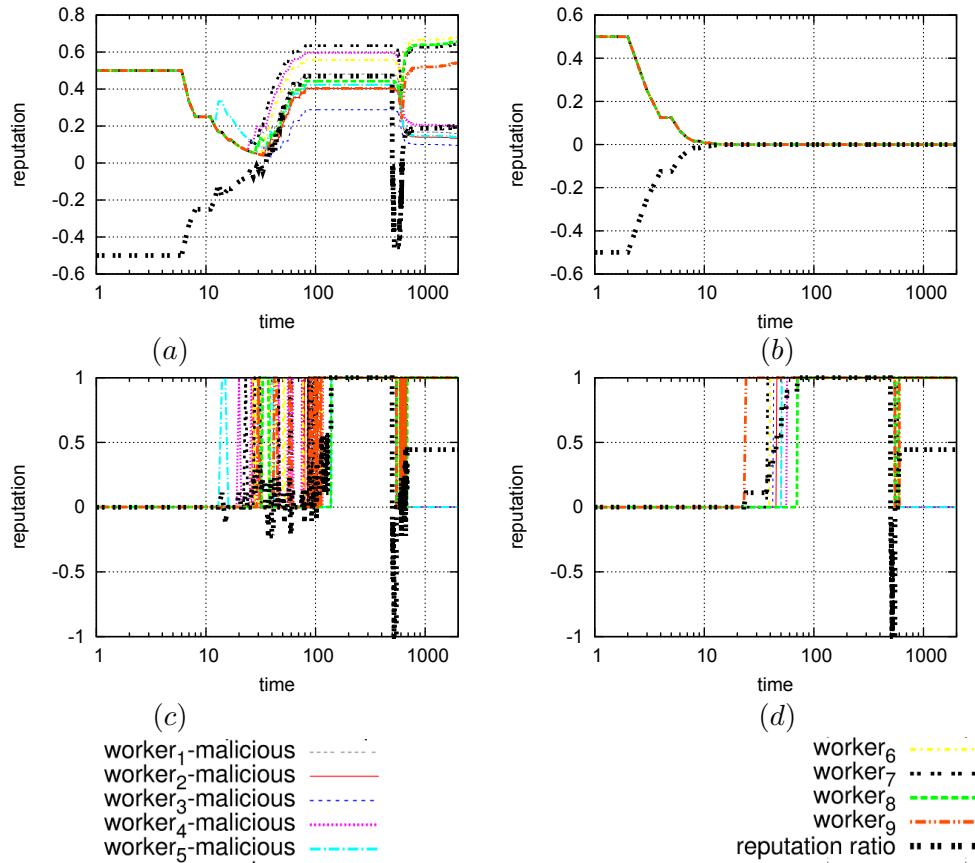 0.8
0.6
0.4
0.2
0
-0.2
-0.4
-0.6
reputation
1
10
100
1000
time
(a)
0.6
0.4
0.2
0
-0.2
-0.4
-0.6
reputation
1
10
100
1000
time
(b)
1
0.5
0
-0.5
1
reputation
1
10
100
1000
time
(c)
1
0.5
0
-0.5
1
reputation
1
10
100
1000
time
(d)
worker1-malicious
worker2-malicious
worker3-malicious
worker4-malicious
worker5-malicious
worker6
worker7
worker8
worker9
reputation ratio